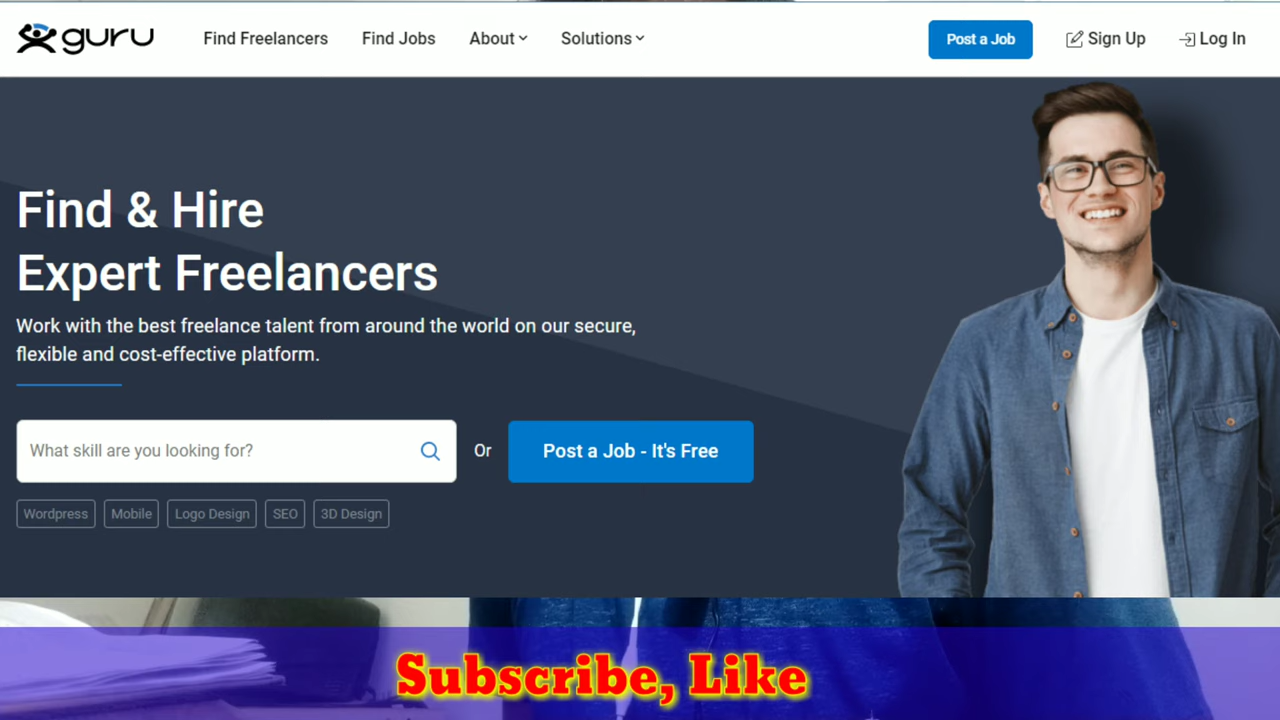 guru
Find Freelancers
Find Jobs
About
Solutions
Post a Job
Sign Up
Log In
Find & Hire
Expert Freelancers
Work with the best freelance talent from around the world on our secure,
flexible and cost-effective platform.
What skill are you looking for?
Or
Post a Job - It's Free
Wordpress
Mobile
Logo Design
SEO
3D Design
Subscribe, Like